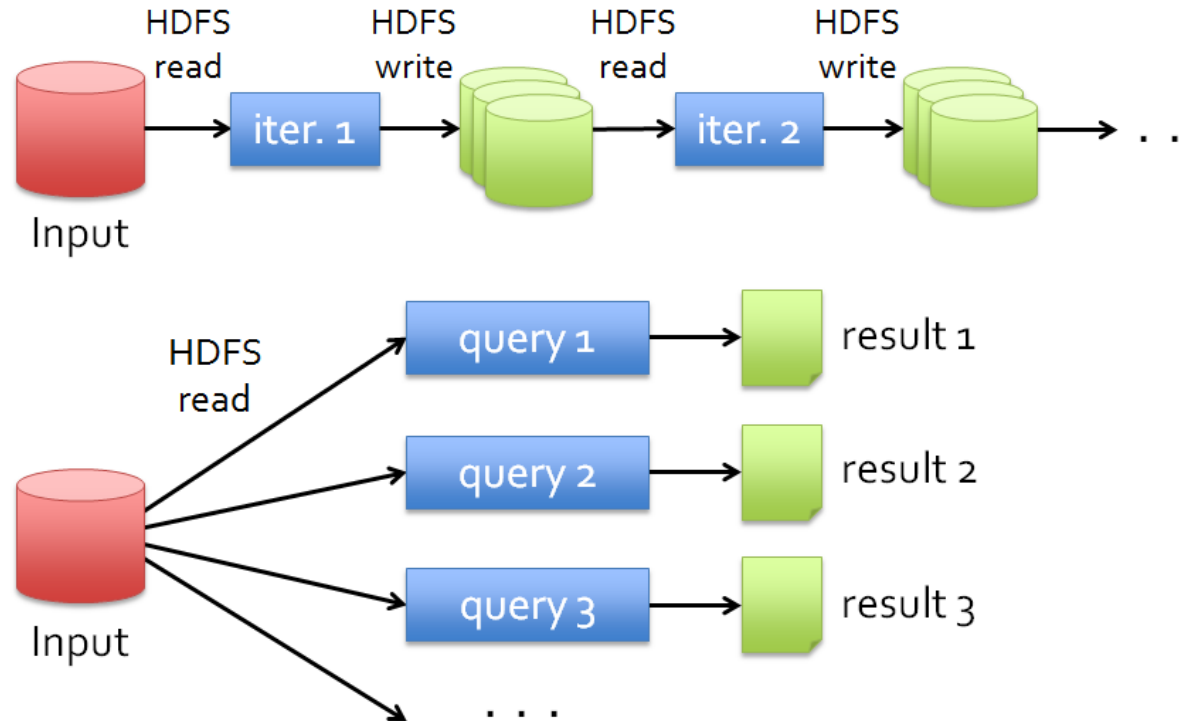 HDFS
read
HDFS
write
HDFS
read
HDFS
write
iter. 1
iter. 2
. .
Input
HDFS
read
query 1
result 1
query 2
result 2
query 3
result 3
Input
. . .